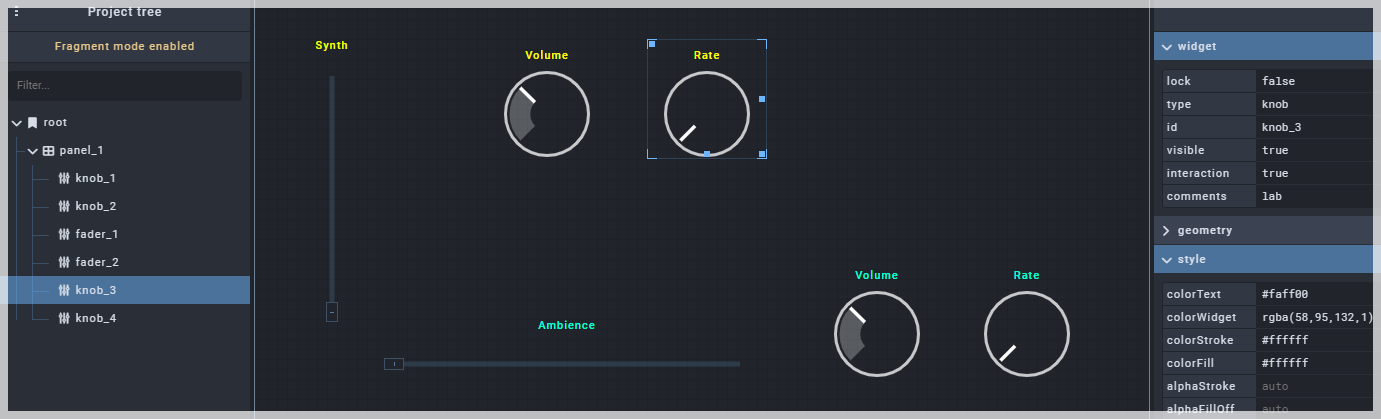 Project tree
Fragment mode enabled
Filter...
root
panel_1
knob_1
knob_2
fader_1
fader_2
knob_3
knob_4
Synth
Volume
Rate
Ambience
Volume
Rate
widget
lock false
type knob
id knob_3
visible true
interaction true
comments lab
geometry
style
colorText #faff00
colorWidget rgba(58,95,132,1)
colorStroke #ffffff
colorFill #ffffff
alphaStroke auto
alphaFillOff auto